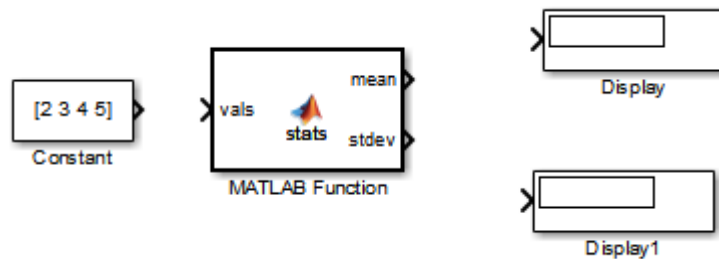 [2 3 4 5]
Constant
vals
stats
mean
stdev
MATLAB Function
Display
Display1